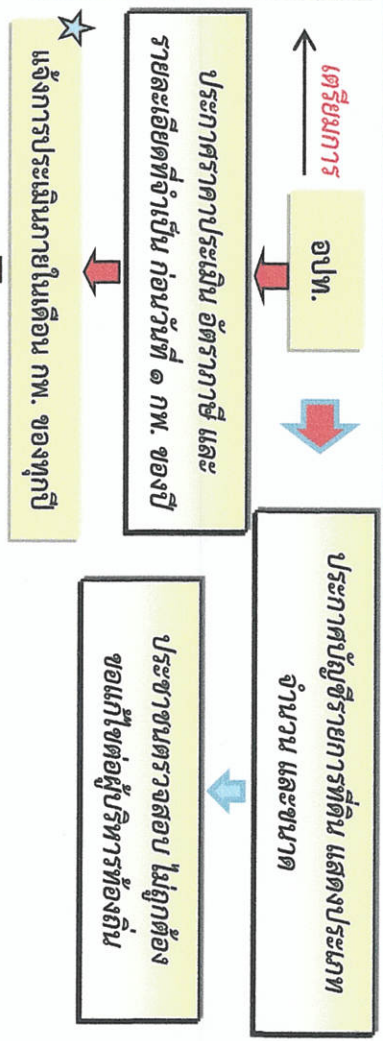 เตรียมการ
อปท.
ประกาศราคาประเมิน อัตราภาษี และ
รายละเอียดที่จำเป็น ก่อนวันที่ ๑ กพ. ของปี
แจ้งการประเมินภายในเดือน กพ. ของทุกปี
ประกาศบัญชีรายการที่ดิน แสดงประเภท
จำนวน และขนาด
ประชาชนตรวจสอบ ไม่ถูกต้อง
ขอแก้ไขต่อผู้บริหารท้องถิ่น